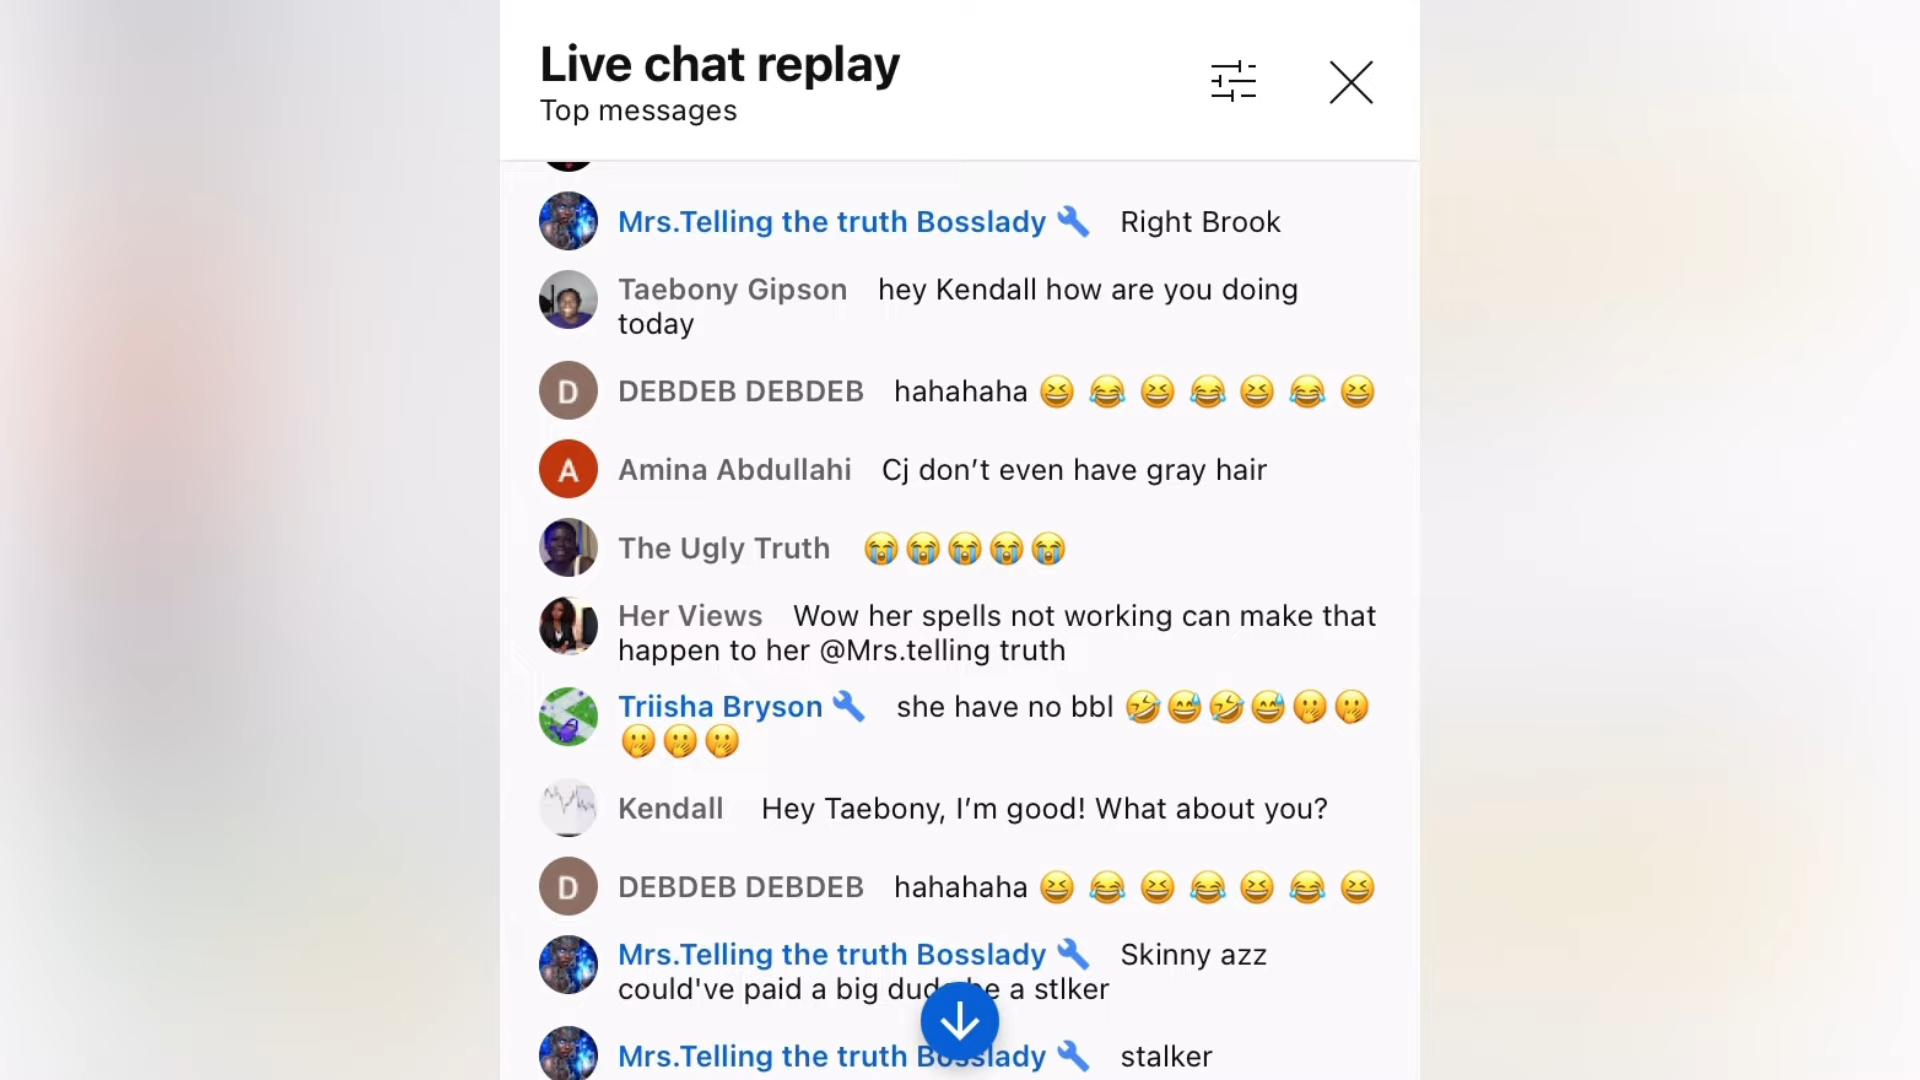 Live chat replay
Top messages
Mrs.Telling the truth Bosslady Right Brook
Taebony Gipson hey Kendall how are you doing
today
D DEBDEB DEBDEB hahahaha 😆 😂 😆 😂 😆 😂 😆
A Amina Abdullahi Cj don’t even have gray hair
The Ugly Truth 😭😭😭😭😭
Her Views Wow her spells not working can make that
happen to her @Mrs.telling truth
Triisha Bryson she have no bbl 🤣😅🤣😅🤭🤭
🤭🤭🤭
Kendall Hey Taebony, I’m good! What about you?
D DEBDEB DEBDEB hahahaha 😆 😂 😆 😂 😆 😂 😆
Mrs.Telling the truth Bosslady Skinny azz
could've paid a big a stlker
Mrs.Telling the truth Bosslady stalker